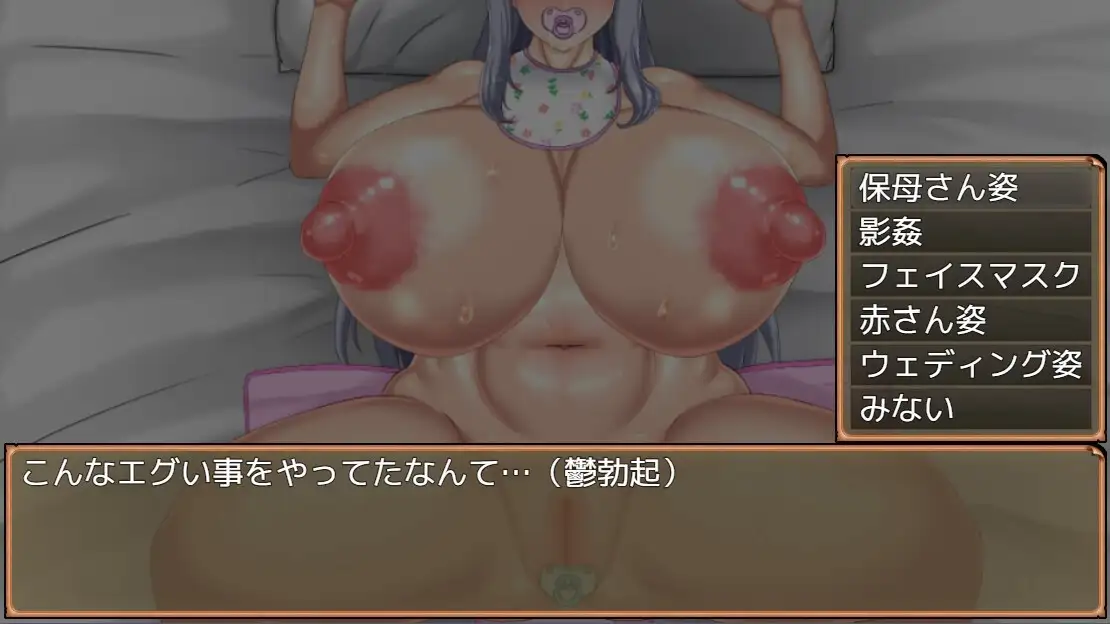 保母さん姿
影姦
フェイスマスク
赤さん姿
ウェディング姿
みない
こんなエグい事をやってたなんて…（鬱勃起）